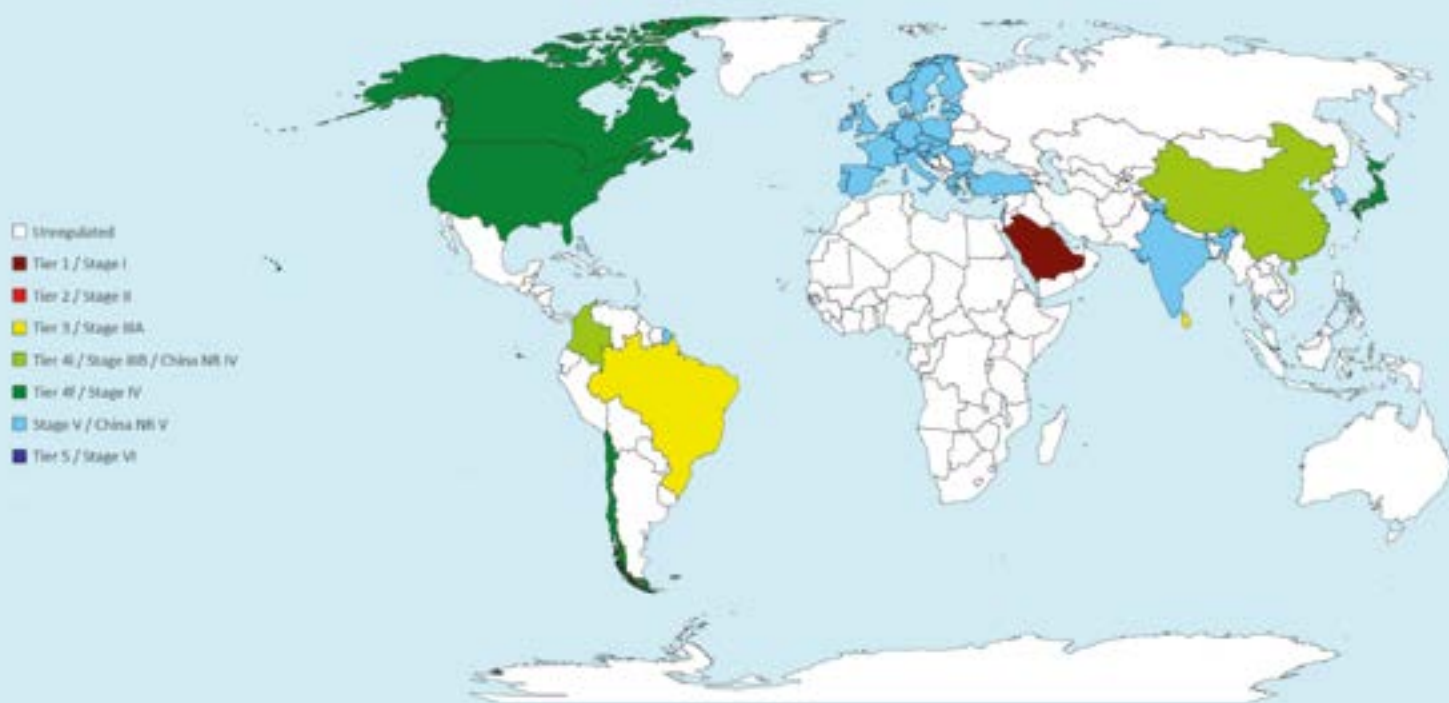 Unregulated
Tier 1 / Stage I
Tier 2 / Stage II
Tier 3 / Stage IIIA
Tier 4i / Stage IIIB / China NR IV
Tier 4f / Stage IV
Stage V / China NR V
Tier 5 / Stage VI